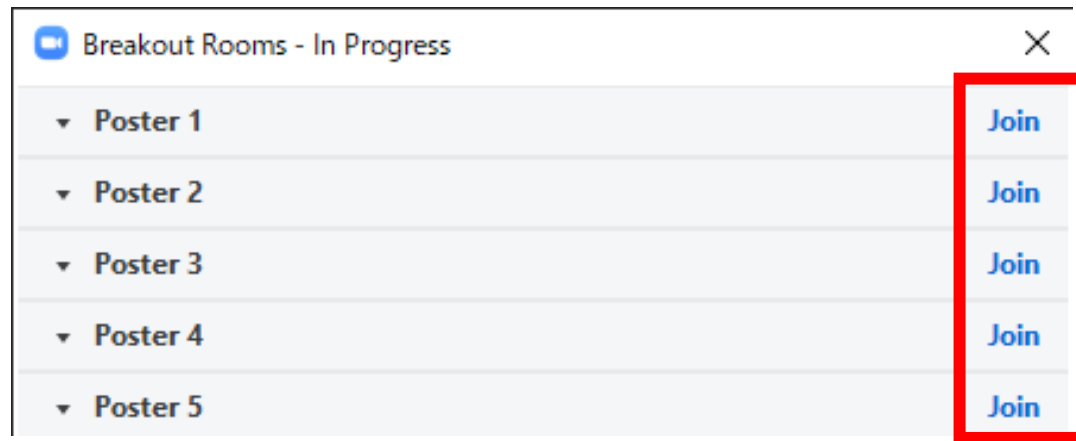 Breakout Rooms - In Progress
Poster 1 Join
Poster 2 Join
Poster 3 Join
Poster 4 Join
Poster 5 Join